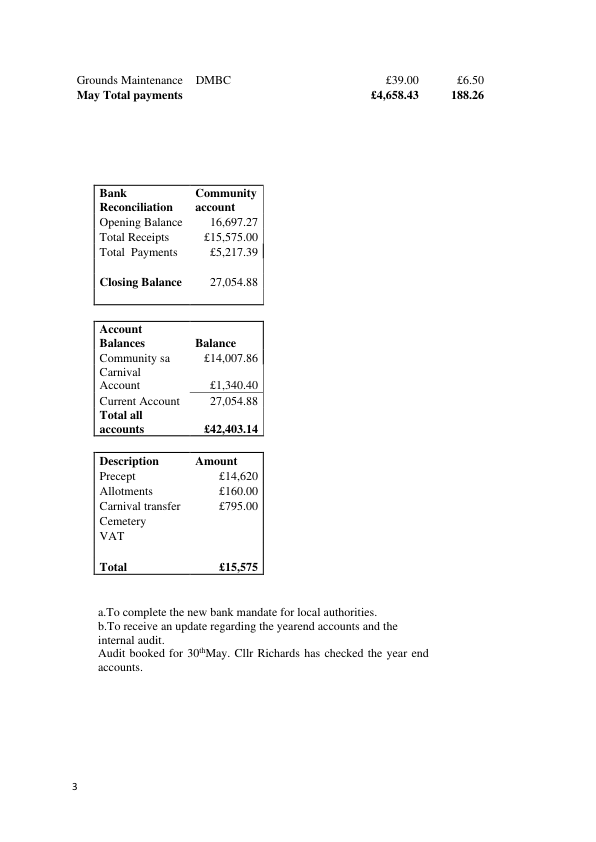 Grounds Maintenance DMBC £39.00 £6.50
May Total payments £4,658.43 188.26
Bank Community
Reconciliation account
Opening Balance 16,697.27
Total Receipts £15,575.00
Total Payments £5,217.39
Closing Balance 27,054.88
Account
Balances Balance
Community sa £14,007.86
Carnival
Account £1,340.40
Current Account 27,054.88
Total all
accounts £42,403.14
Description Amount
Precept £14,620
Allotments £160.00
Carnival transfer £795.00
Cemetery
VAT
Total £15,575
a.To complete the new bank mandate for local authorities.
b.To receive an update regarding the yearend accounts and the
internal audit.
Audit booked for 30thMay. Cllr Richards has checked the year end
accounts.
3